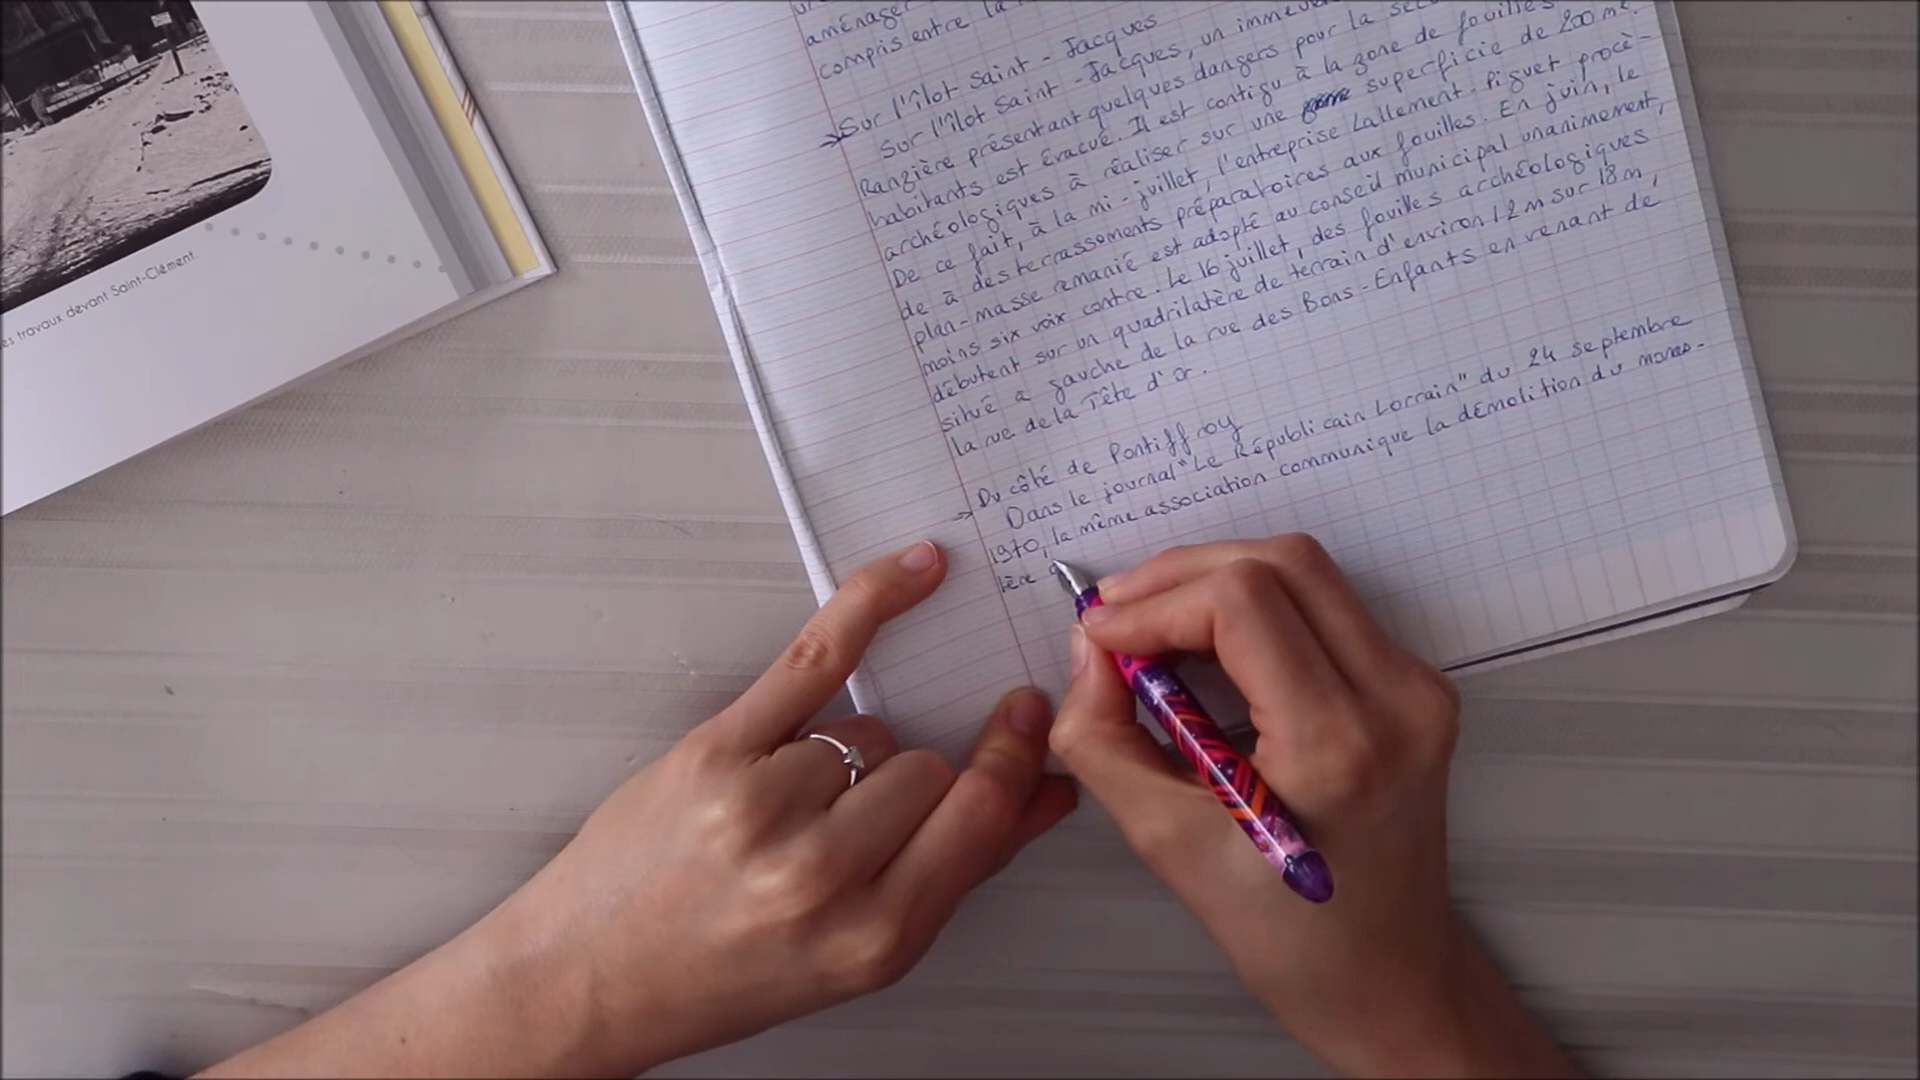 aménager
compris entre la
Sur l'îlot Saint-Jacques
Sur l'îlot Saint-Jacques, un
Ranzière présentant quelques dangers pour la
habitants est évacué. Il est contigu à la zone de fouilles
archéologiques à réaliser sur une superficie de 200 m².
De ce fait, à la mi-juillet, l'entreprise Lallement-Piguet procè-
de à des terrassements préparatoires aux fouilles. En juin, le
plan-masse remanié est adopté au conseil municipal unanimement,
moins six voix contre. Le 16 juillet, des fouilles archéologiques
débutent sur un quadrilatère de terrain d'environ 12 m sur 18 m,
situé à gauche de la rue des Bons-Enfants en venant de
la rue de la Tête d'Or.
Du côté de Pontiffroy
Dans le journal "Le Républicain Lorrain" du 24 septembre
1970, la même association communique la démolition du monas-
tère
es travaux devant Saint-Clément.